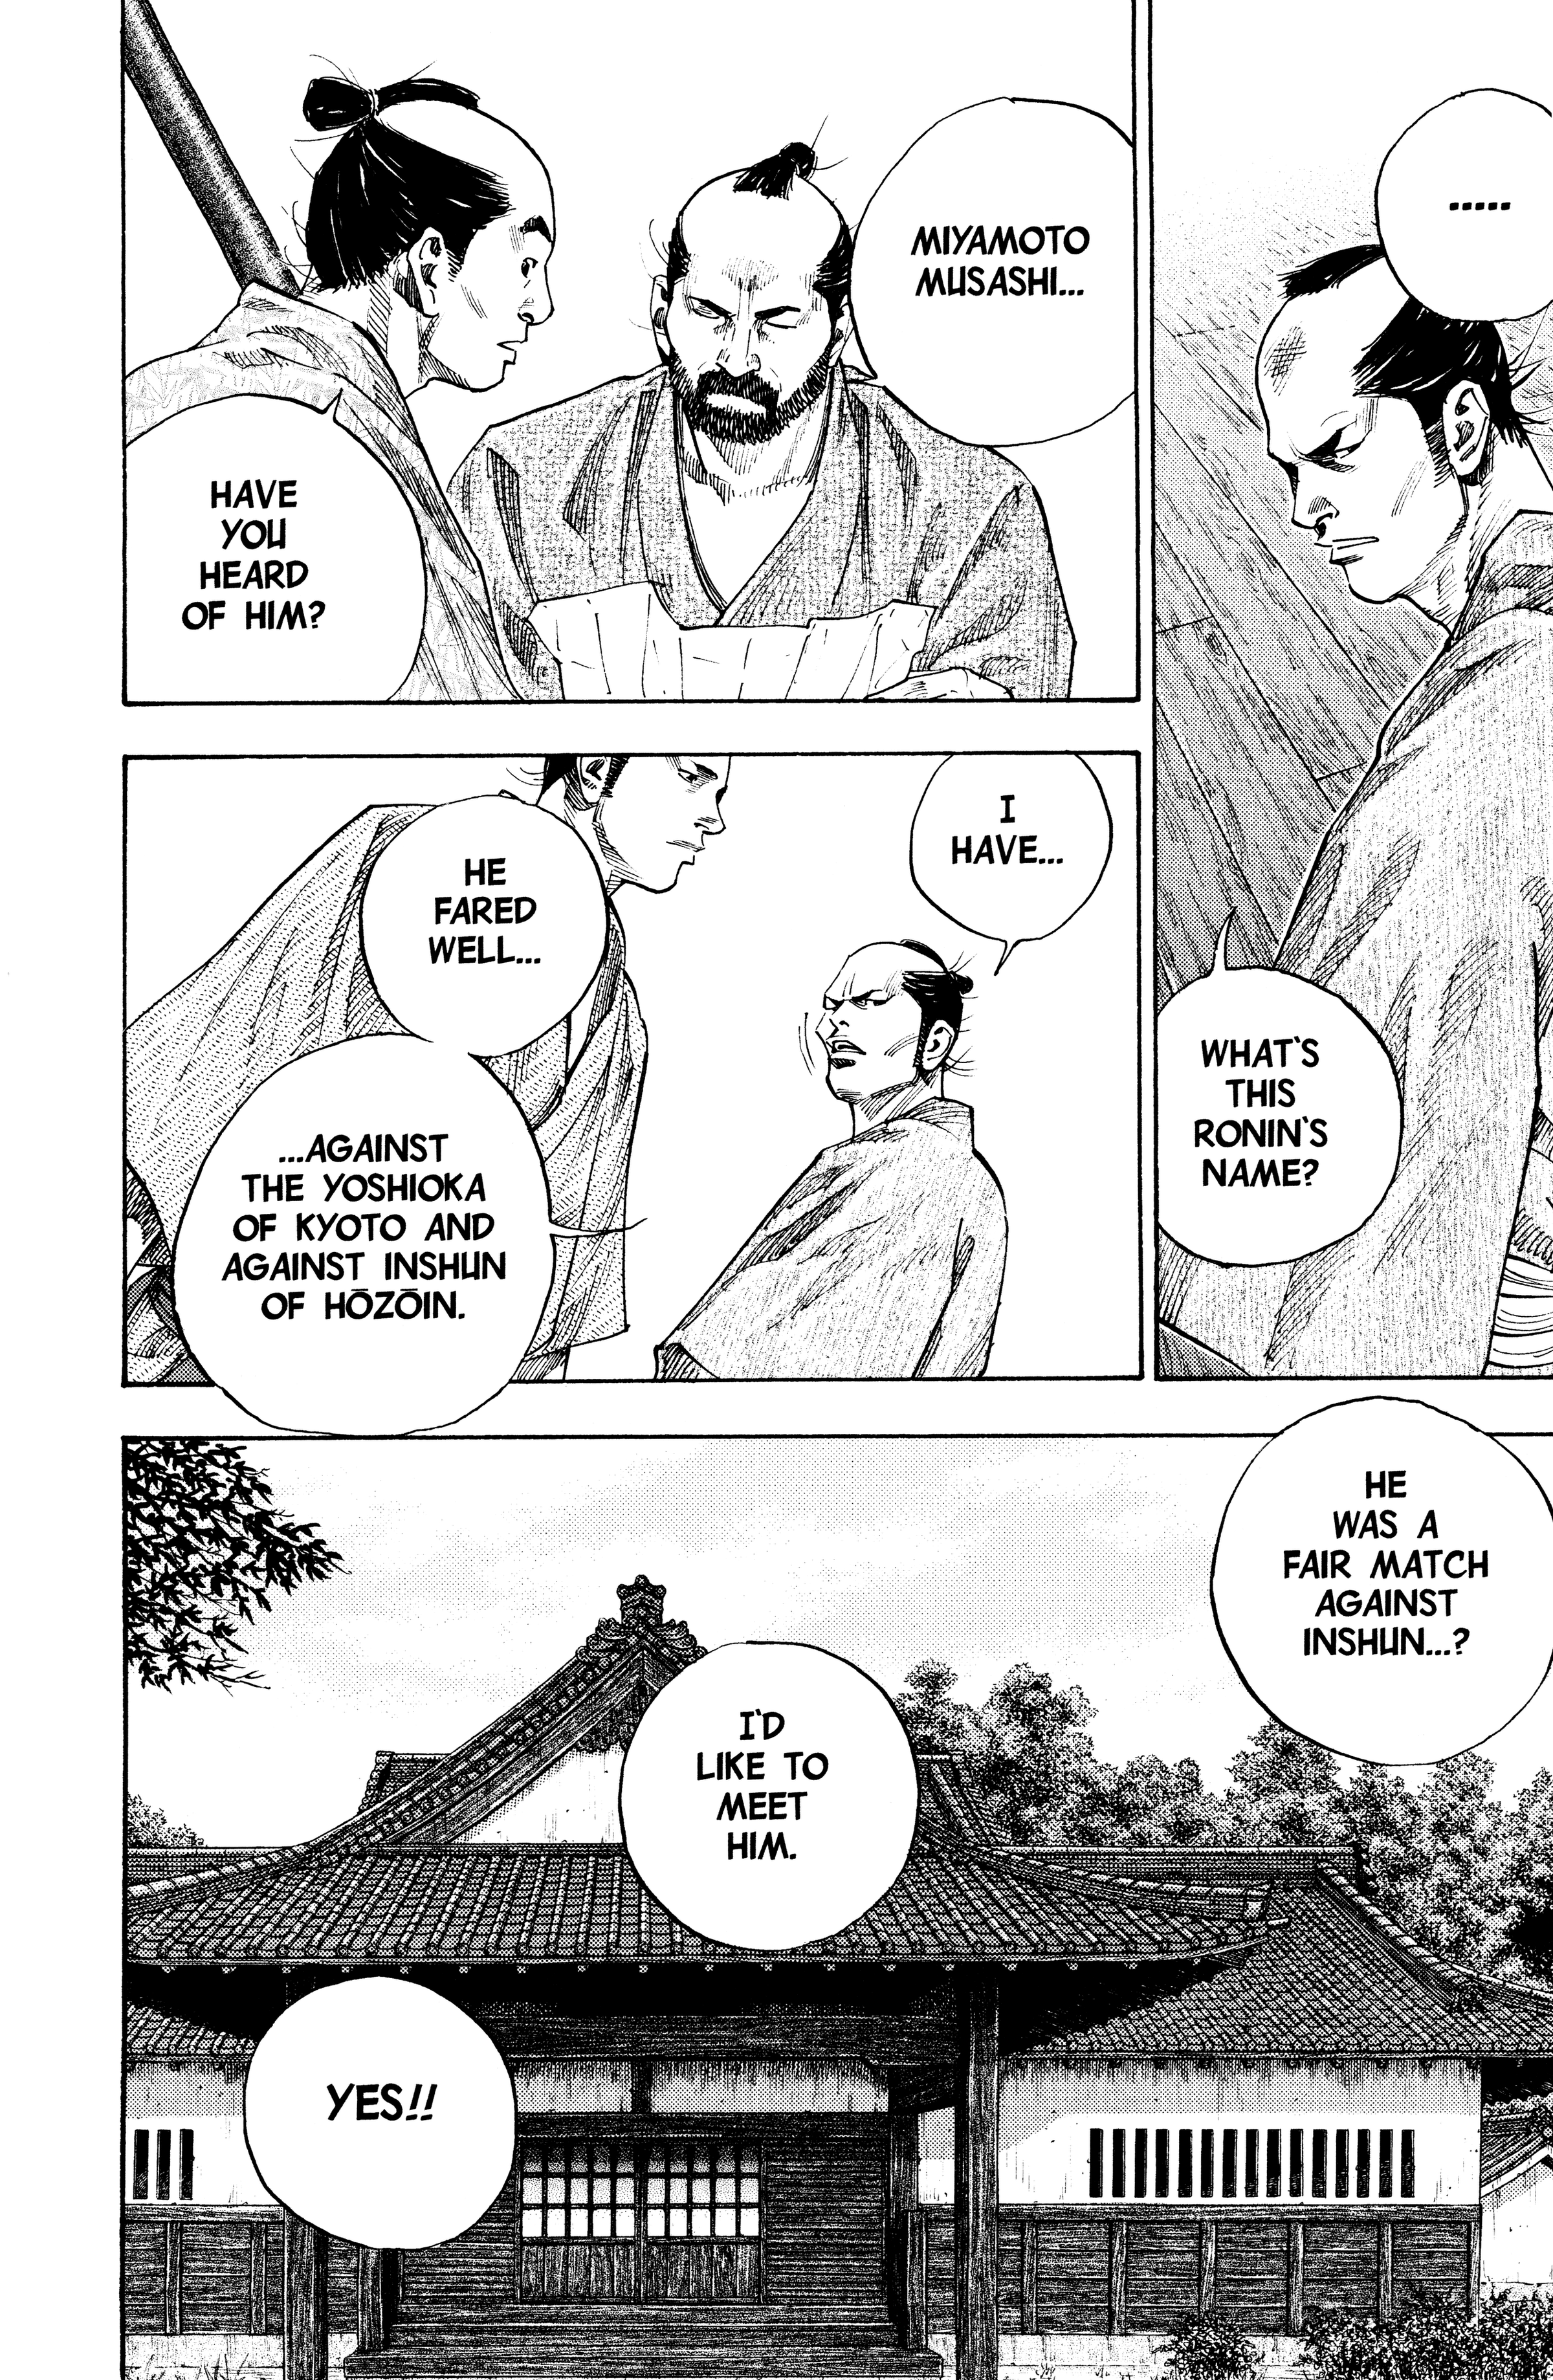 .....
WHAT'S
THIS
RONIN'S
NAME?
MIYAMOTO
MUSASHI...
HAVE
YOU
HEARD
OF HIM?
I
HAVE...
HE
FARED
WELL...
...AGAINST
THE YOSHIOKA
OF KYOTO AND
AGAINST INSHUN
OF HŌZŌIN.
HE
WAS A
FAIR MATCH
AGAINST
INSHUN...?
I'D
LIKE TO
MEET
HIM.
YES!!